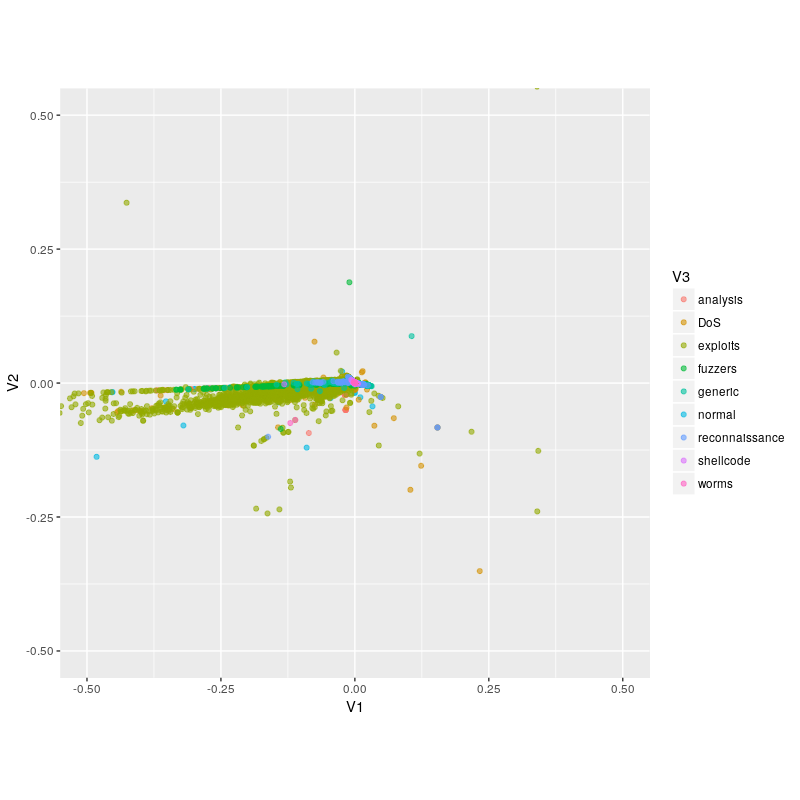 0.50
0.25
0.00
-0.25
-0.50
V2
-0.50 -0.25 0.00 0.25 0.50
V1
V3
analysis
DoS
exploits
fuzzers
generic
normal
reconnaissance
shellcode
worms